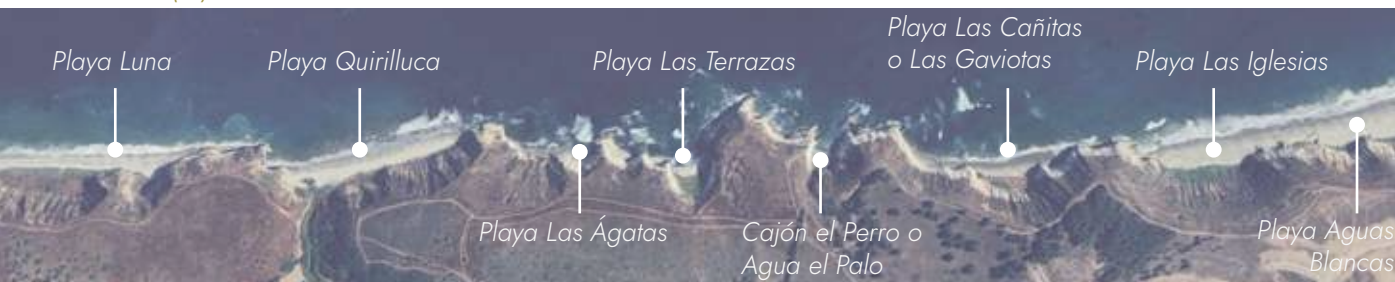 Playa Luna
Playa Quirilluca
Playa Las Terrazas
Playa Las Cañitas
o Las Gaviotas
Playa Las Iglesias
Playa Las Ágatas
Cajón el Perro o
Agua el Palo
Playa Aguas
Blancas